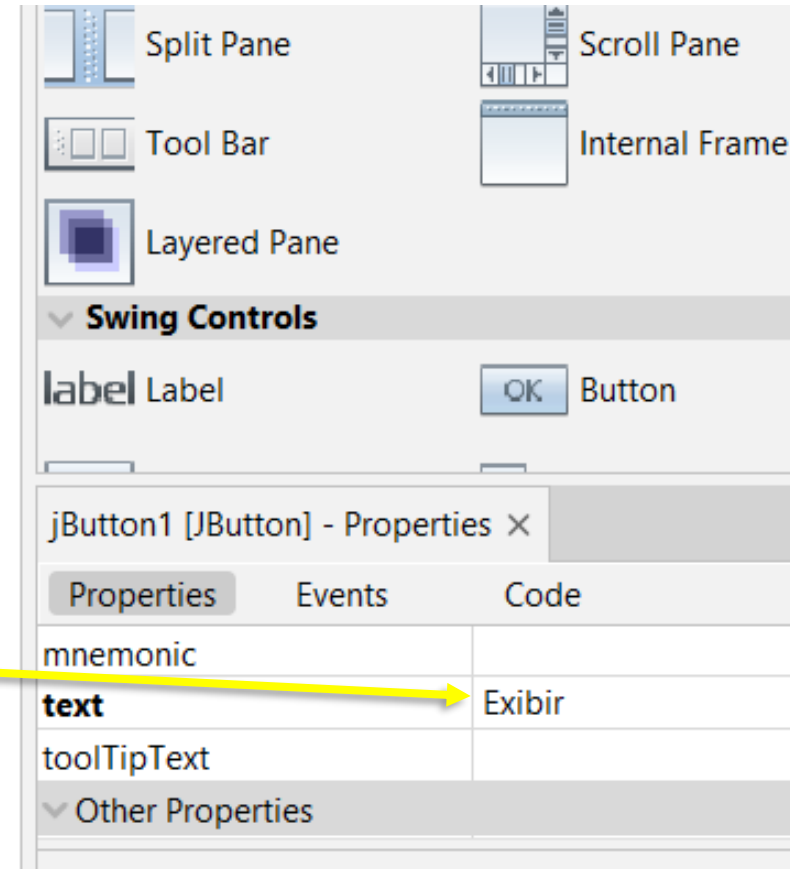 Split Pane Scroll Pane
Tool Bar Internal Frame
Layered Pane
Swing Controls
label Label OK Button
jButton1 [JButton] - Properties ×
Properties Events Code
mnemonic
text Exibir
toolTipText
Other Properties